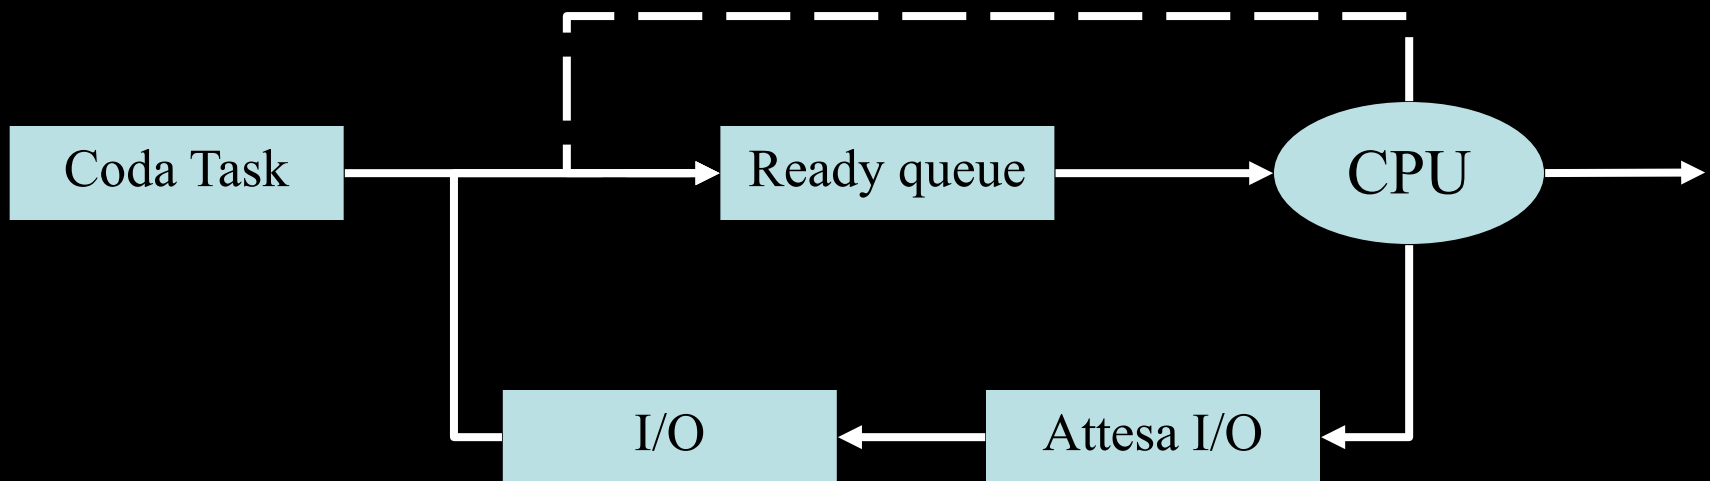 Coda Task
Ready queue
CPU
I/O
Attesa I/O